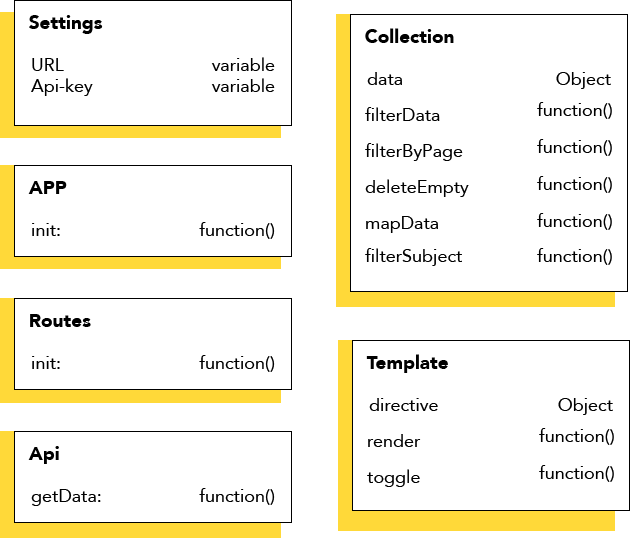 Settings
URL variable
Api-key variable
APP
init: function()
Routes
init: function()
Api
getData: function()
Collection
data Object
filterData function()
filterByPage function()
deleteEmpty function()
mapData function()
filterSubject function()
Template
directive Object
render function()
toggle function()